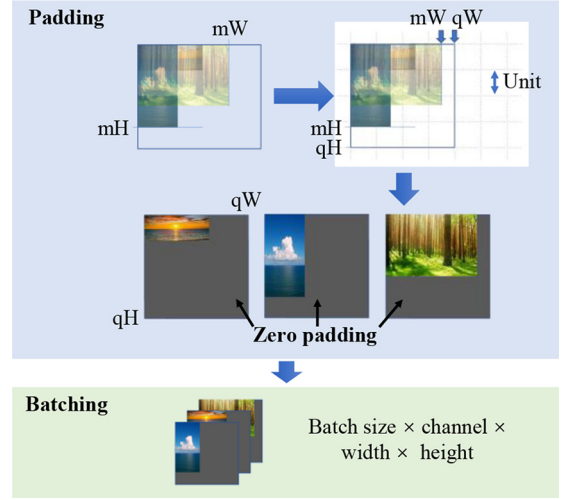 Padding
mW
mH
mW qW
Unit
mH
qH
qW
qH
Zero padding
Batching
Batch size × channel ×
width × height